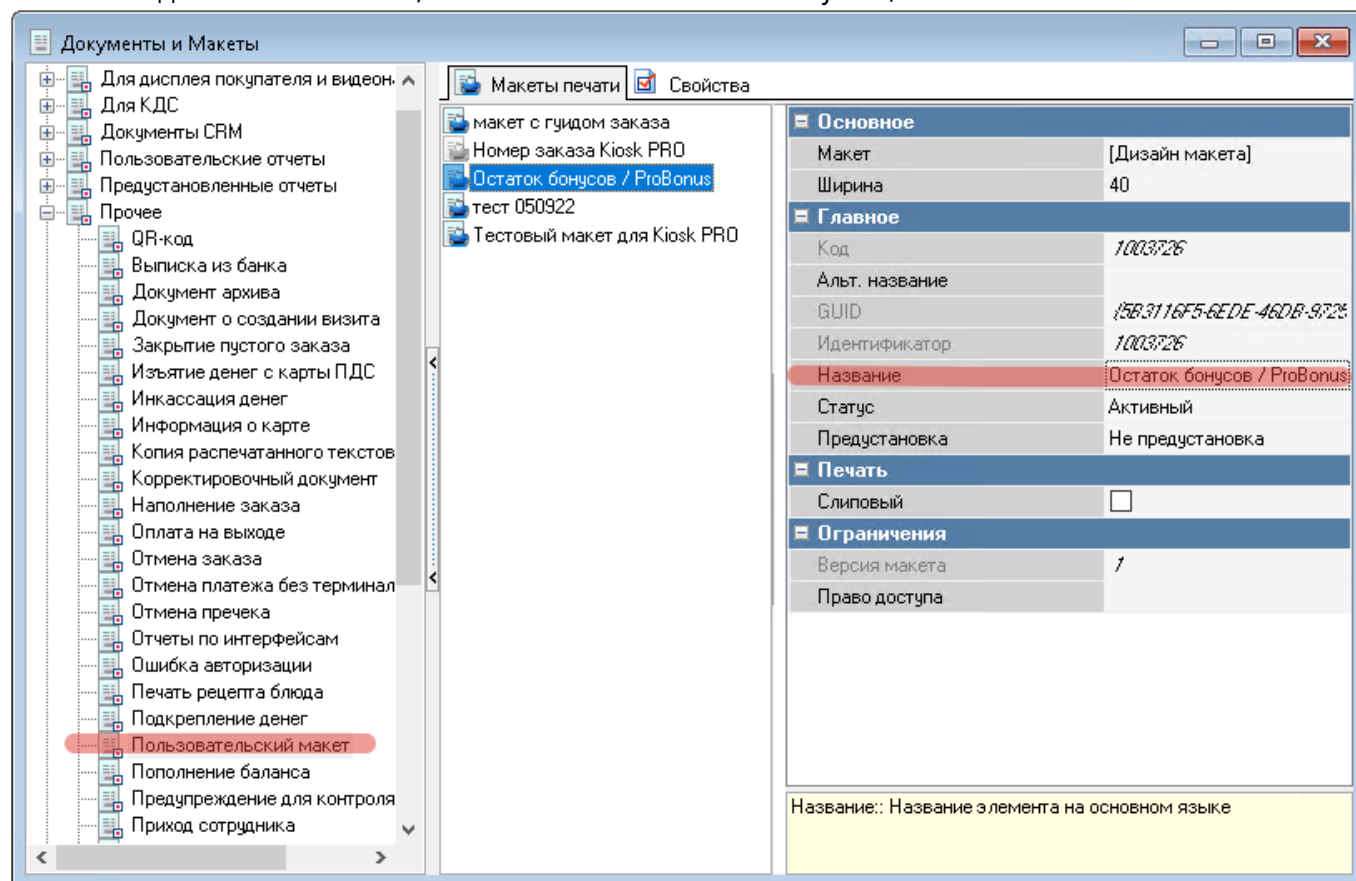 Документы и Макеты
Для дисплея покупателя и видеон
Для КДС
Документы CRM
Пользовательские отчеты
Предустановленные отчеты
Прочее
QR-код
Выписка из банка
Документ архива
Документ о создании визита
Закрытие пустого заказа
Изъятие денег с карты ПДС
Инкассация денег
Информация о карте
Копия распечатанного текстов
Корректировочный документ
Наполнение заказа
Оплата на выходе
Отмена заказа
Отмена платежа без терминал
Отмена пречека
Отчеты по интерфейсам
Ошибка авторизации
Печать рецепта блюда
Подкрепление денег
Пользовательский макет
Пополнение баланса
Предупреждение для контроля
Приход сотрудника
Макеты печати Свойства
макет с гуидом заказа
Номер заказа Kiosk PRO
Остаток бонусов / ProBonus
тест 050922
Тестовый макет для Kiosk PRO
Основное
Макет [Дизайн макета]
Ширина 40
Главное
Код 1003726
Альт. название
GUID {5B3116F5-6EDE-46DB-972
Идентификатор 1003726
Название Остаток бонусов / ProBonus
Статус Активный
Предустановка Не предустановка
Печать
Слиповый
Ограничения
Версия макета 1
Право доступа
Название:: Название элемента на основном языке